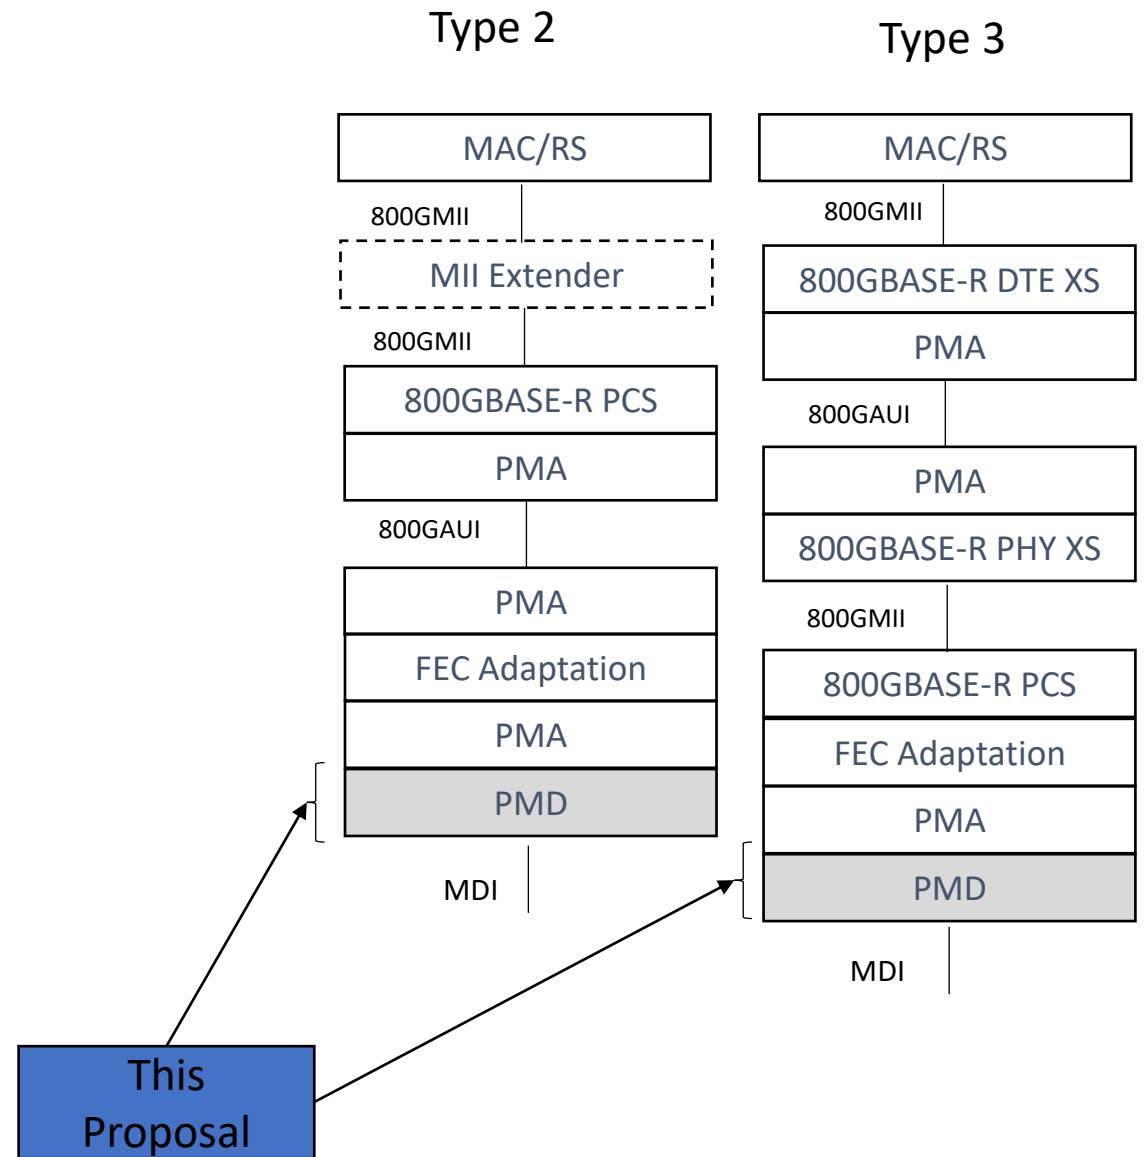 Type 2
MAC/RS
800GMII
MII Extender
800GMII
800GBASE-R PCS
PMA
800GAUI
PMA
FEC Adaptation
PMA
PMD
MDI
Type 3
MAC/RS
800GMII
800GBASE-R DTE XS
PMA
800GAUI
PMA
800GBASE-R PHY XS
800GMII
800GBASE-R PCS
FEC Adaptation
PMA
PMD
MDI
This
Proposal